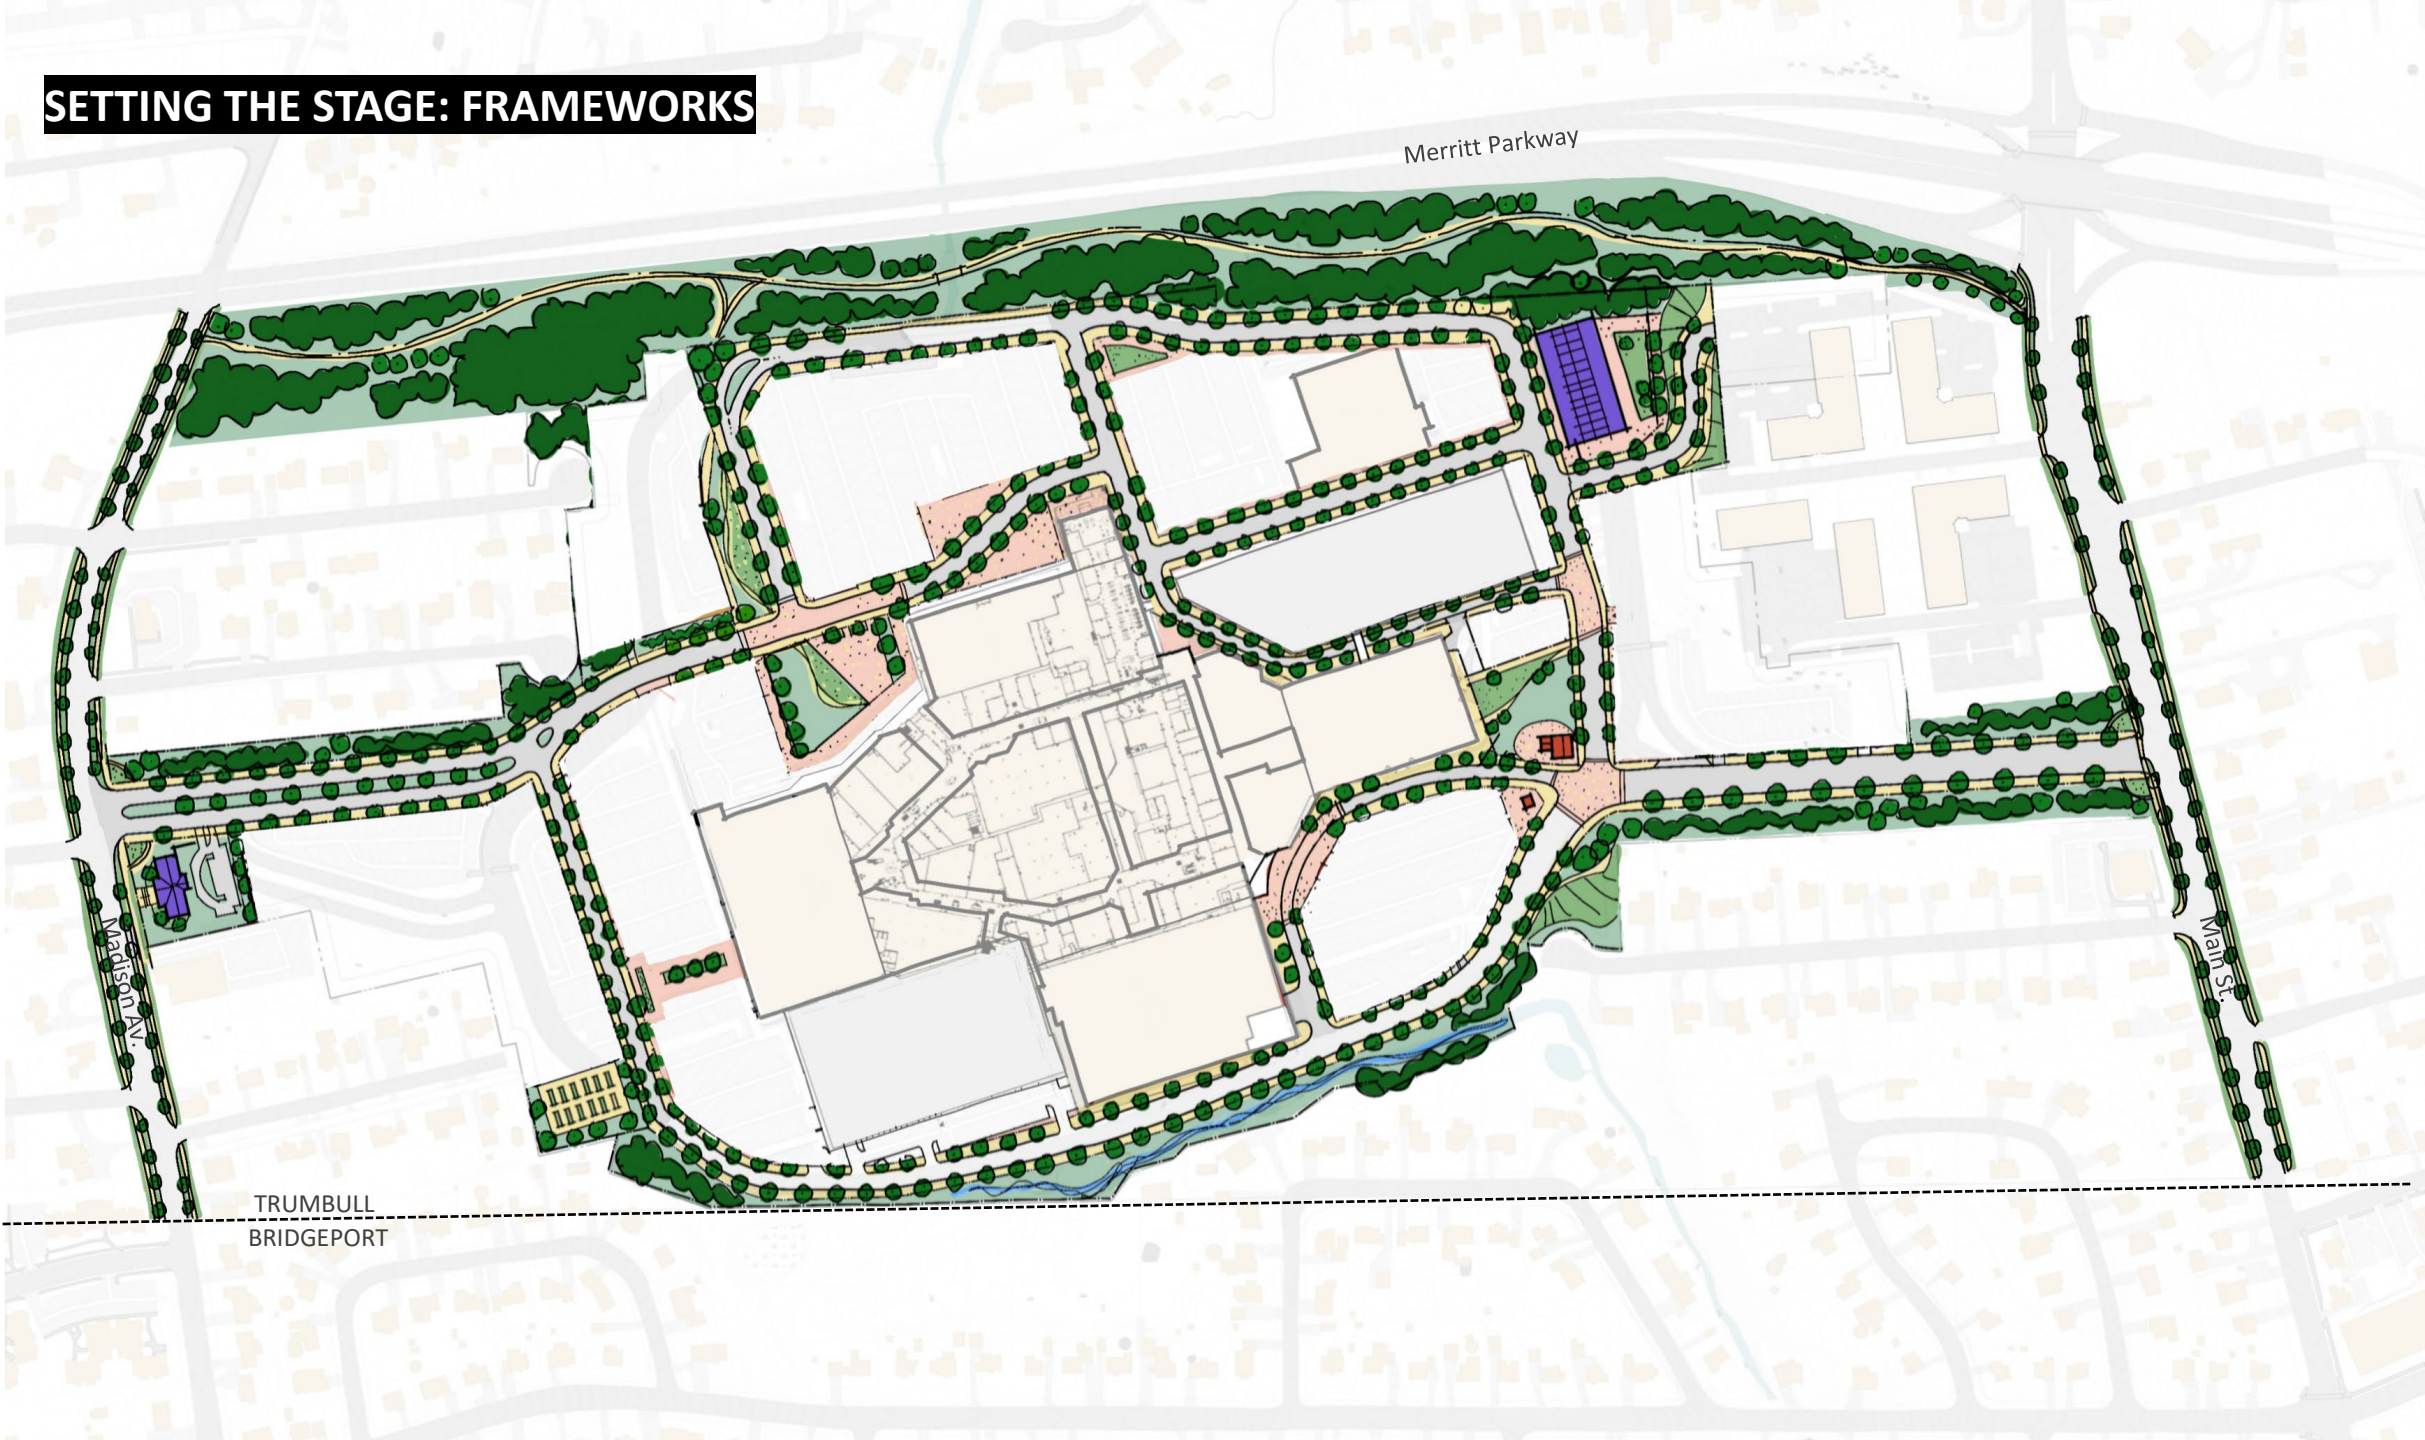 SETTING THE STAGE: FRAMEWORKS
Merritt Parkway
Madison Av.
Main St.
TRUMBULL
BRIDGEPORT